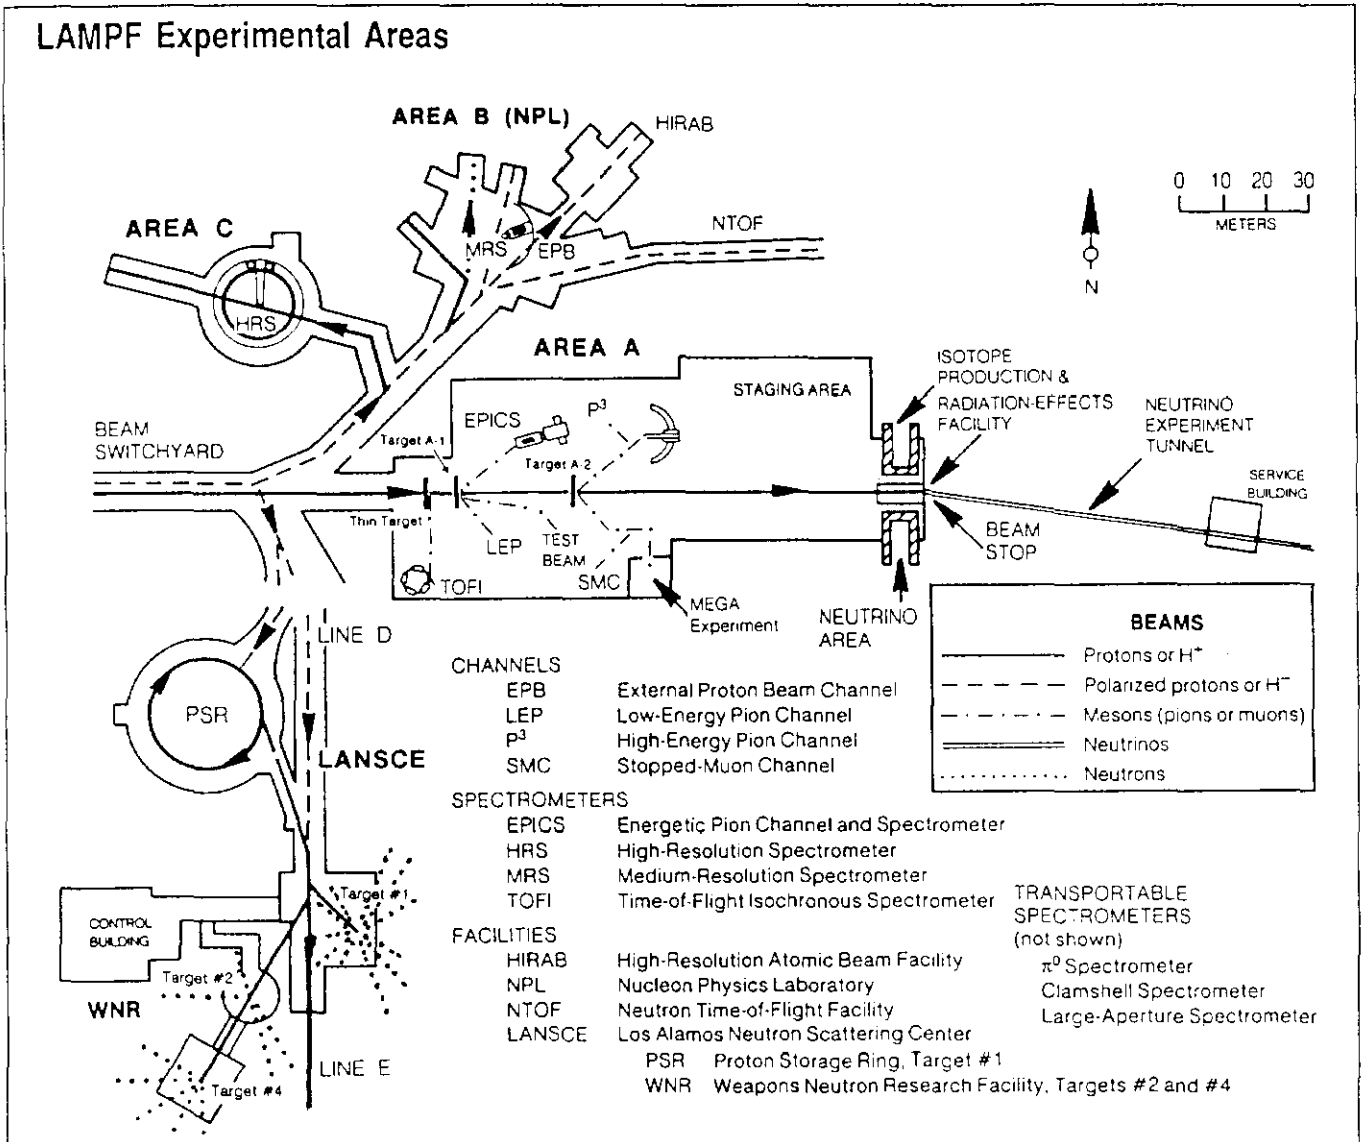 LAMPF Experimental Areas
AREA B (NPL)
HIRAB
0 10 20 30
METERS
AREA C
NTOF
MRS
EPB
N
HRS
AREA A
ISOTOPE
PRODUCTION &
RADIATION-EFFECTS
FACILITY
STAGING AREA
NEUTRINO
EXPERIMENT
TUNNEL
BEAM
SWITCHYARD
EPICS
P³
Target A-1
Target A-2
SERVICE
BUILDING
Thin Target
LEP
TEST
BEAM
BEAM
STOP
TOFI
SMC
MEGA
Experiment
NEUTRINO
AREA
BEAMS
Protons or H⁺
Polarized protons or H⁻
Mesons (pions or muons)
Neutrinos
Neutrons
LINE D
PSR
LANSCE
CHANNELS
EPB External Proton Beam Channel
LEP Low-Energy Pion Channel
P³ High-Energy Pion Channel
SMC Stopped-Muon Channel
SPECTROMETERS
EPICS Energetic Pion Channel and Spectrometer
HRS High-Resolution Spectrometer
MRS Medium-Resolution Spectrometer
TOFI Time-of-Flight Isochronous Spectrometer
FACILITIES
HIRAB High-Resolution Atomic Beam Facility
NPL Nucleon Physics Laboratory
NTOF Neutron Time-of-Flight Facility
LANSCE Los Alamos Neutron Scattering Center
PSR Proton Storage Ring, Target #1
WNR Weapons Neutron Research Facility, Targets #2 and #4
TRANSPORTABLE
SPECTROMETERS
(not shown)
π⁰ Spectrometer
Clamshell Spectrometer
Large-Aperture Spectrometer
Target #1
CONTROL
BUILDING
Target #2
WNR
LINE E
Target #4